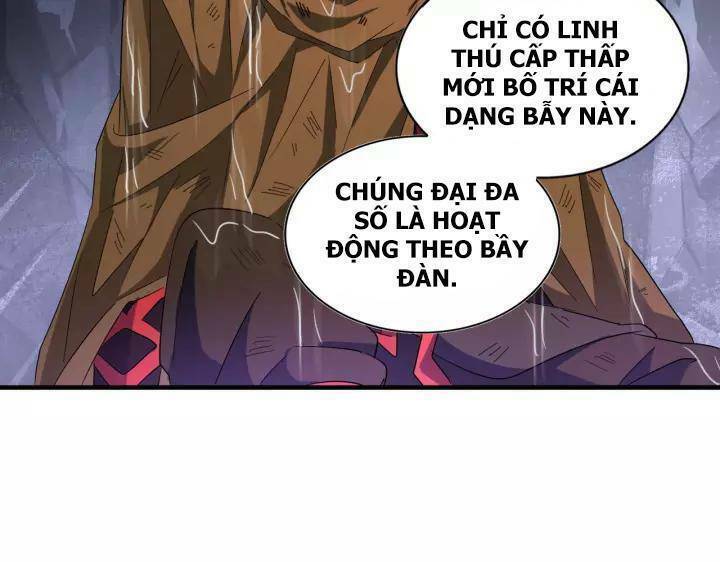 CHỈ CÓ LINH
THÚ CẤP THẤP
MỚI BỐ TRÍ CÁI
DẠNG BẪY NÀY.
CHÚNG ĐẠI ĐA
SỐ LÀ HOẠT
ĐỘNG THEO BẦY
ĐÀN.